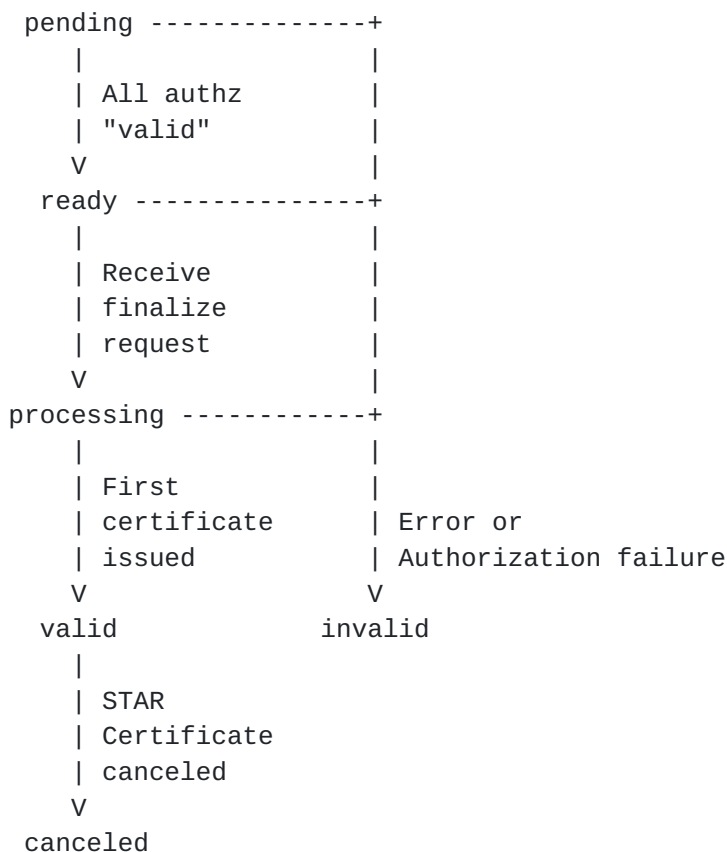 pending --------------+
|                   |
| All authz         |
| "valid"           |
V                   |
ready ---------------+
|                   |
| Receive           |
| finalize          |
| request           |
V                   |
processing ------------+
|                   |
| First             |
| certificate       | Error or
| issued            | Authorization failure
V                   V
valid             invalid
|
| STAR
| Certificate
| canceled
V
canceled